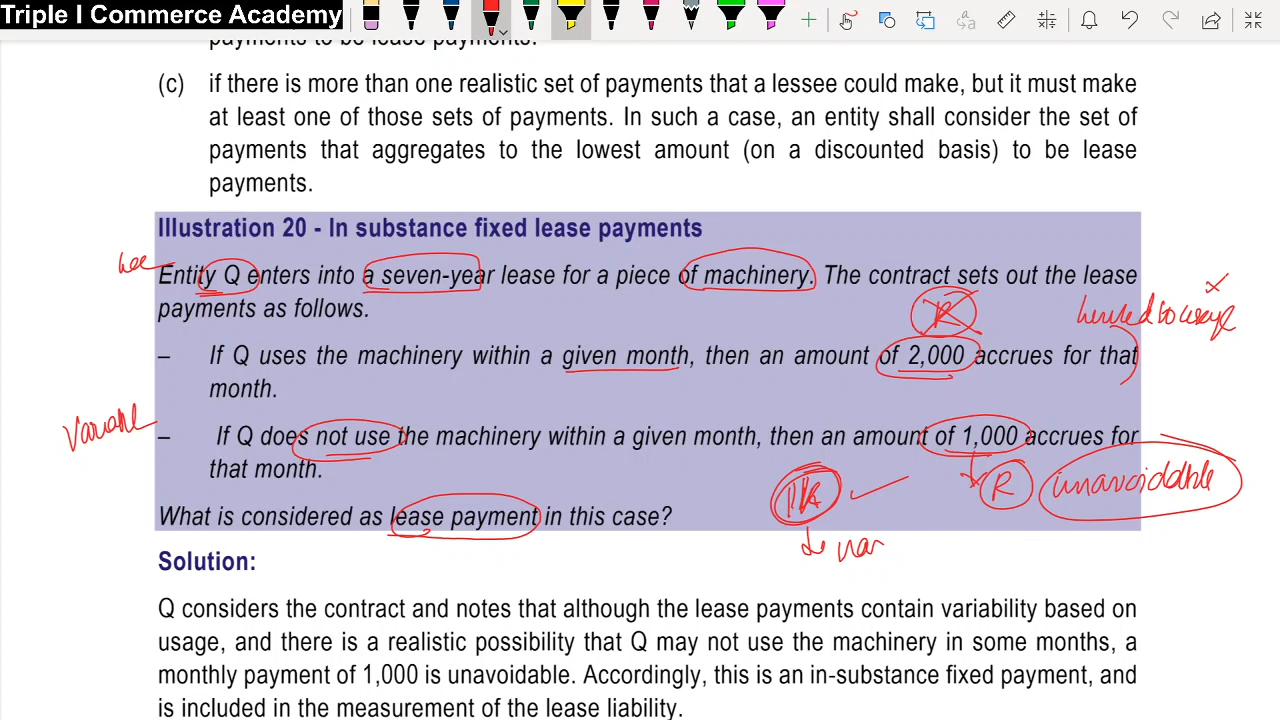 Triple I Commerce Academy
payments to be lease payments.
(c) if there is more than one realistic set of payments that a lessee could make, but it must make
at least one of those sets of payments. In such a case, an entity shall consider the set of
payments that aggregates to the lowest amount (on a discounted basis) to be lease
payments.
Illustration 20 - In substance fixed lease payments
Entity Q enters into a seven-year lease for a piece of machinery. The contract sets out the lease
payments as follows.
R
– If Q uses the machinery within a given month, then an amount of 2,000 accrues for that
month.
Variable
– If Q does not use the machinery within a given month, then an amount of 1,000 accrues for
that month.
R unavoidable
What is considered as lease payment in this case?
Solution:
Q considers the contract and notes that although the lease payments contain variability based on
usage, and there is a realistic possibility that Q may not use the machinery in some months, a
monthly payment of 1,000 is unavoidable. Accordingly, this is an in-substance fixed payment, and
is included in the measurement of the lease liability.